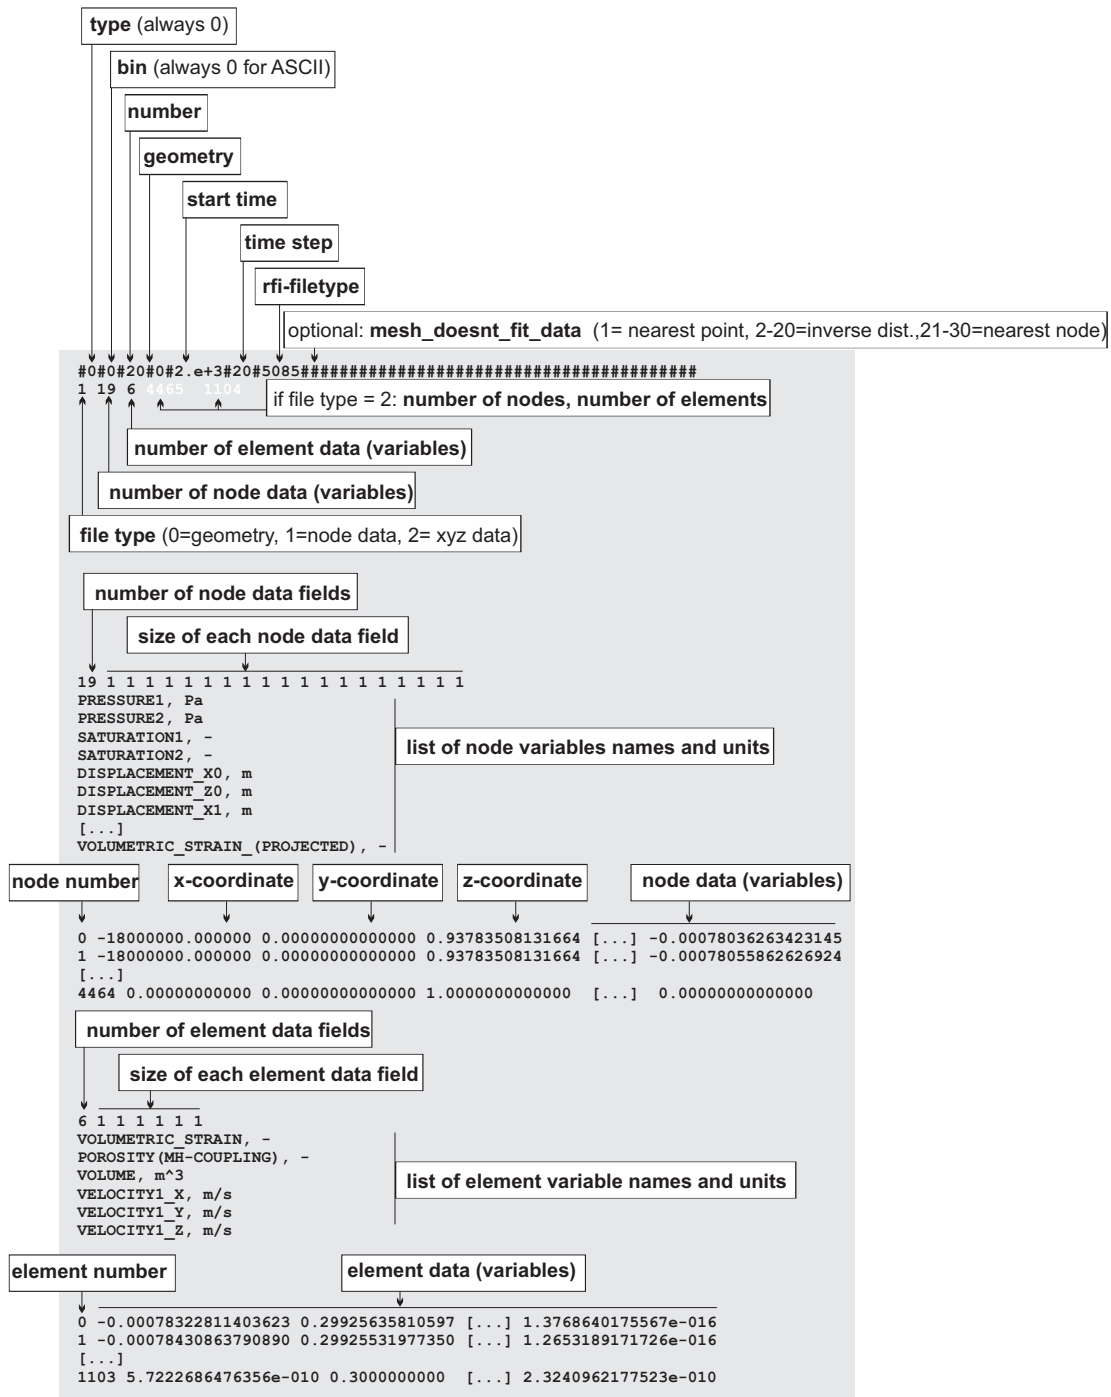 type (always 0)
bin (always 0 for ASCII)
number
geometry
start time
time step
rfi-filetype
optional: mesh_doesnt_fit_data (1= nearest point, 2-20=inverse dist.,21-30=nearest node)
#0#0#20#0#2.e+3#20#5085#########################################
1 19 6 4465 1104
if file type = 2: number of nodes, number of elements
number of element data (variables)
number of node data (variables)
file type (0=geometry, 1=node data, 2= xyz data)
number of node data fields
size of each node data field
19 1 1 1 1 1 1 1 1 1 1 1 1 1 1 1 1 1 1 1
PRESSURE1, Pa
PRESSURE2, Pa
SATURATION1, -
SATURATION2, -
list of node variables names and units
DISPLACEMENT_X0, m
DISPLACEMENT_Z0, m
DISPLACEMENT_X1, m
[...]
VOLUMETRIC_STRAIN_(PROJECTED), -
node number x-coordinate y-coordinate z-coordinate node data (variables)
0 -18000000.000000 0.00000000000000 0.93783508131664 [...] -0.00078036263423145
1 -18000000.000000 0.00000000000000 0.93783508131664 [...] -0.00078055862626924
[...]
4464 0.00000000000 0.00000000000000 1.0000000000000 [...] 0.00000000000000
number of element data fields
size of each element data field
6 1 1 1 1 1 1
VOLUMETRIC_STRAIN, -
POROSITY(MH-COUPLING), -
VOLUME, m^3
list of element variable names and units
VELOCITY1_X, m/s
VELOCITY1_Y, m/s
VELOCITY1_Z, m/s
element number element data (variables)
0 -0.00078322811403623 0.29925635810597 [...] 1.3768640175567e-016
1 -0.00078430863790890 0.29925531977350 [...] 1.2653189171726e-016
[...]
1103 5.7222686476356e-010 0.3000000000 [...] 2.3240962177523e-010